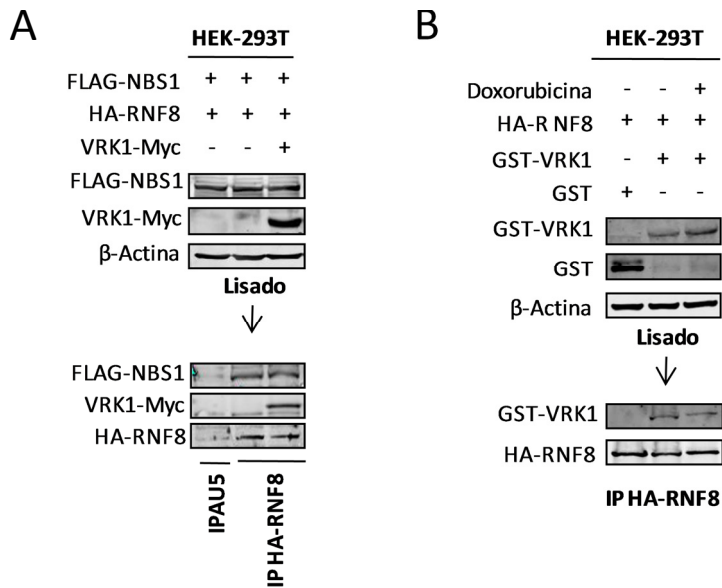 A
HEK-293T
FLAG-NBS1 + + +
HA-RNF8 + + +
VRK1-Myc - - +
FLAG-NBS1
VRK1-Myc
β-Actina
Lisado
FLAG-NBS1
VRK1-Myc
HA-RNF8
IPAU5
IP HA-RNF8
B
HEK-293T
Doxorubicina - - +
HA-R NF8 + + +
GST-VRK1 - + +
GST + - -
GST-VRK1
GST
β-Actina
Lisado
GST-VRK1
HA-RNF8
IP HA-RNF8